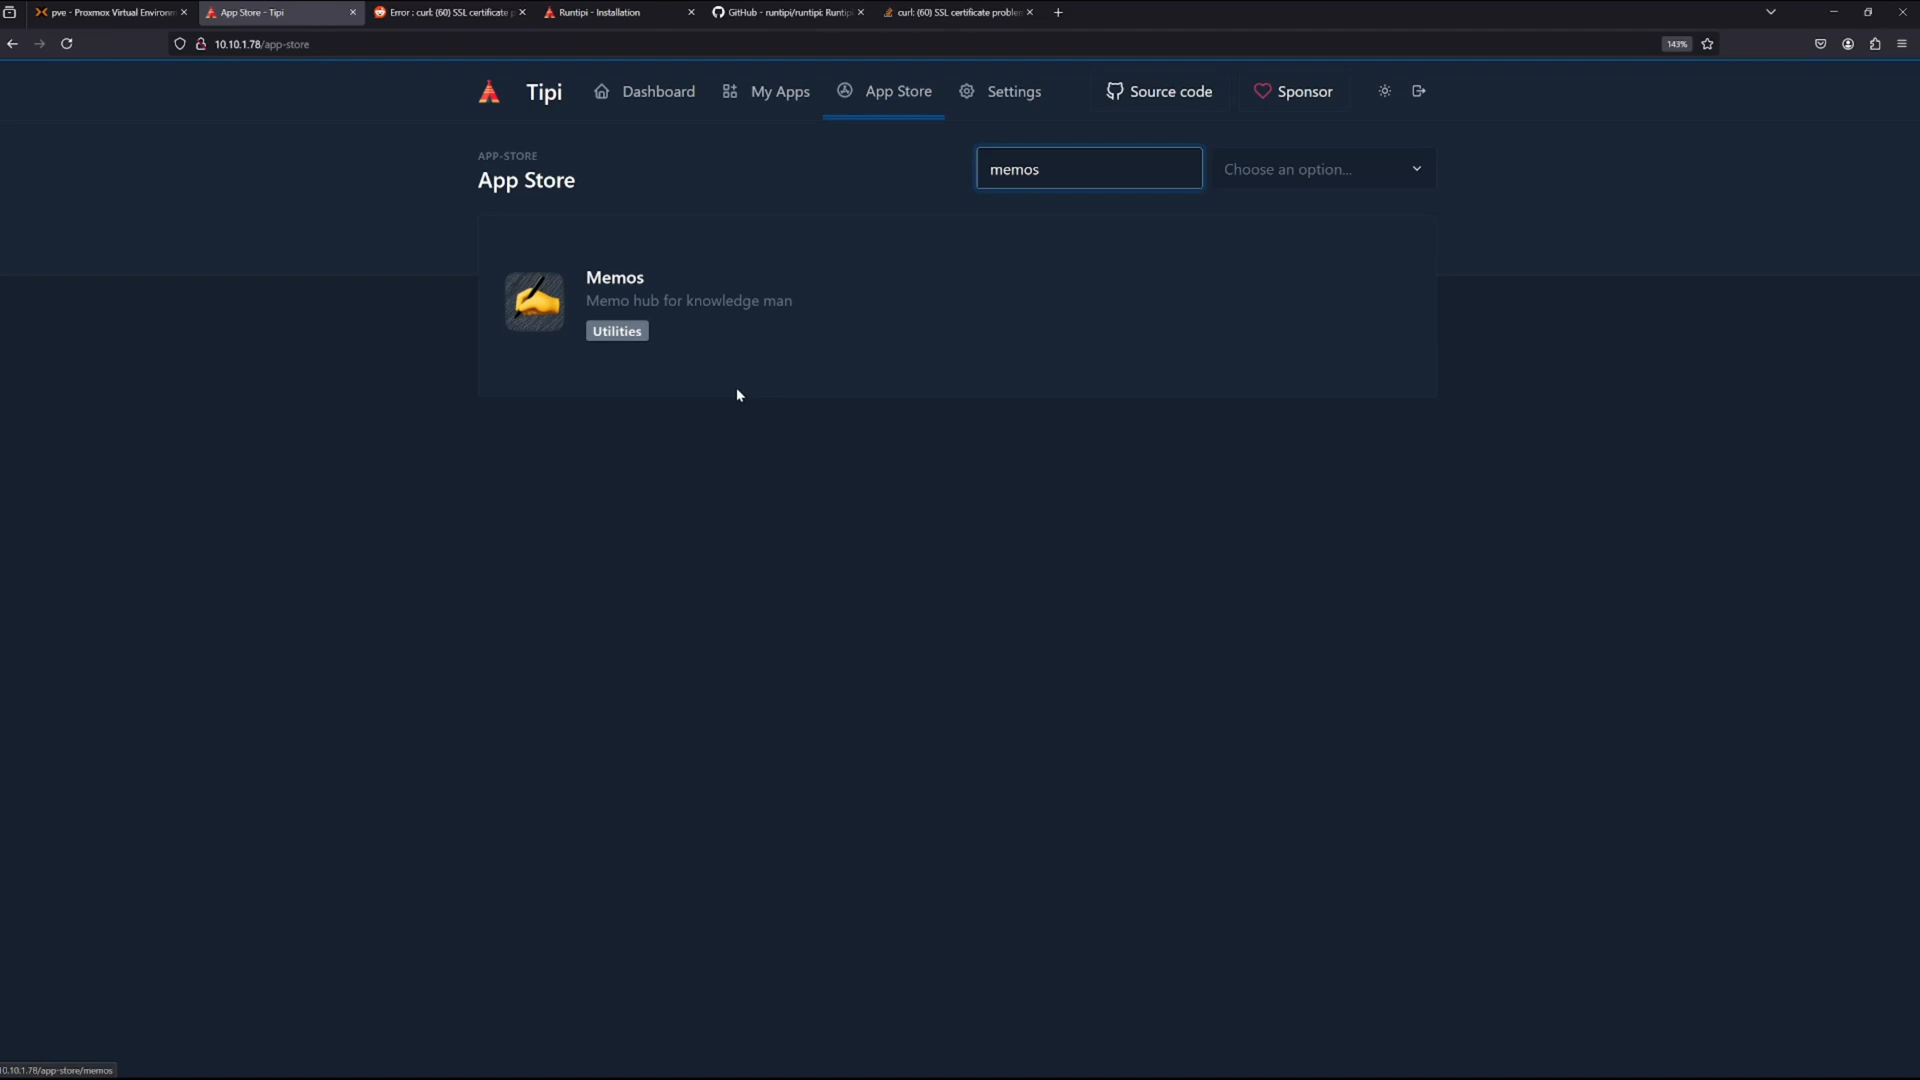 pve - Proxmox Virtual Environm
App Store - Tipi
Error : curl: (60) SSL certificate p
Runtipi - Installation
GitHub - runtipi/runtipi: Runtipi
curl: (60) SSL certificate problem
10.10.1.78/app-store
143%
Tipi
Dashboard
My Apps
App Store
Settings
Source code
Sponsor
APP-STORE
App Store
memos
Choose an option...
Memos
Memo hub for knowledge man
Utilities
10.10.1.78/app-store/memos